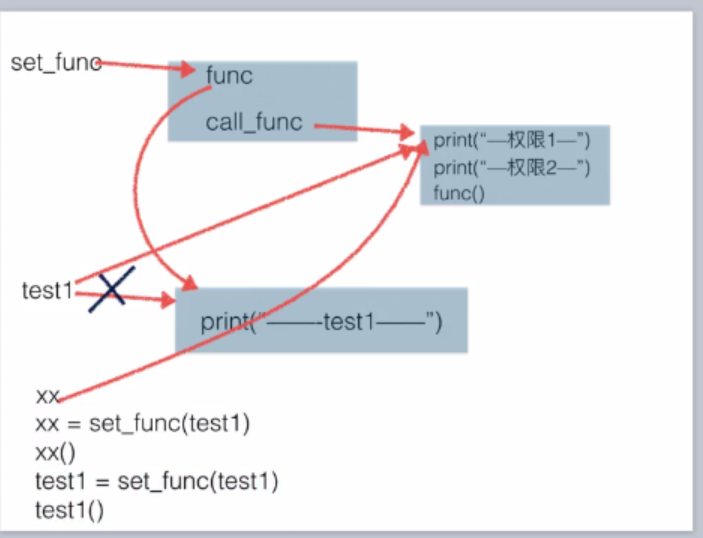 set_func
func
call_func
print("—权限1—")
print("—权限2—")
func()
test1
print("——-test1——")
xx
xx = set_func(test1)
xx()
test1 = set_func(test1)
test1()